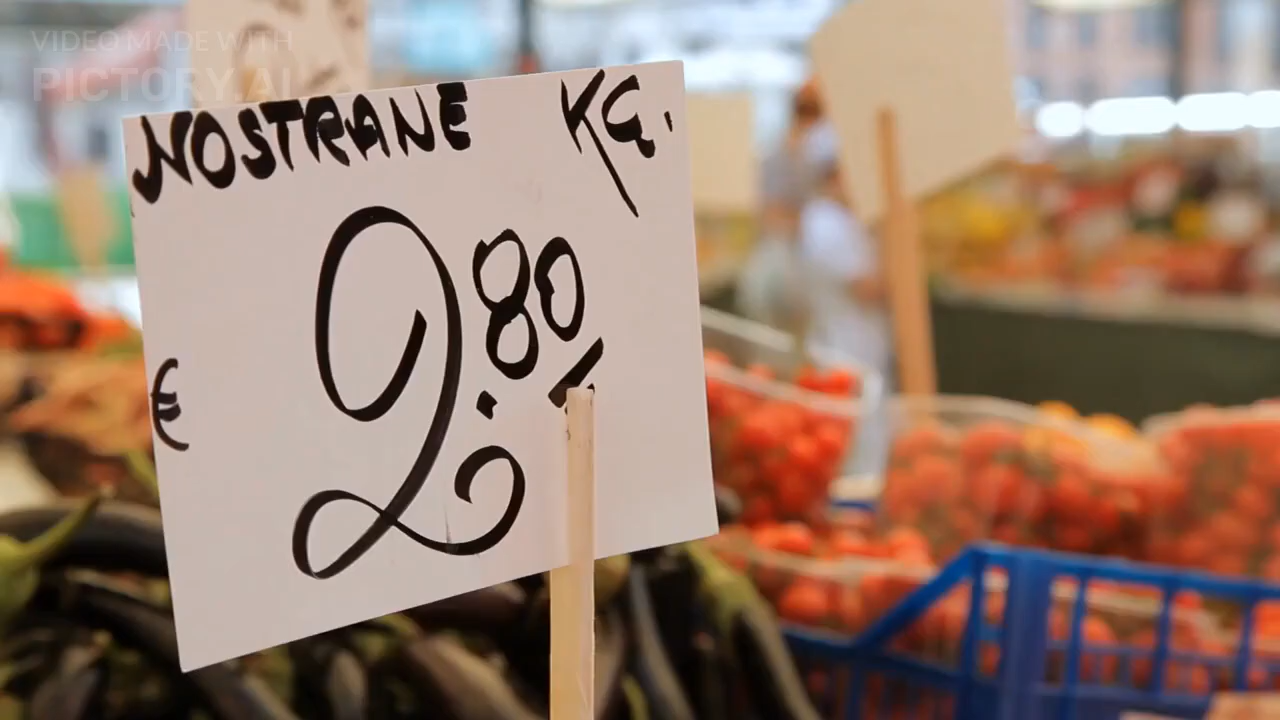 VIDEO MADE WITH
PICTORY.AI
NOSTRANE KG.
2.80
€